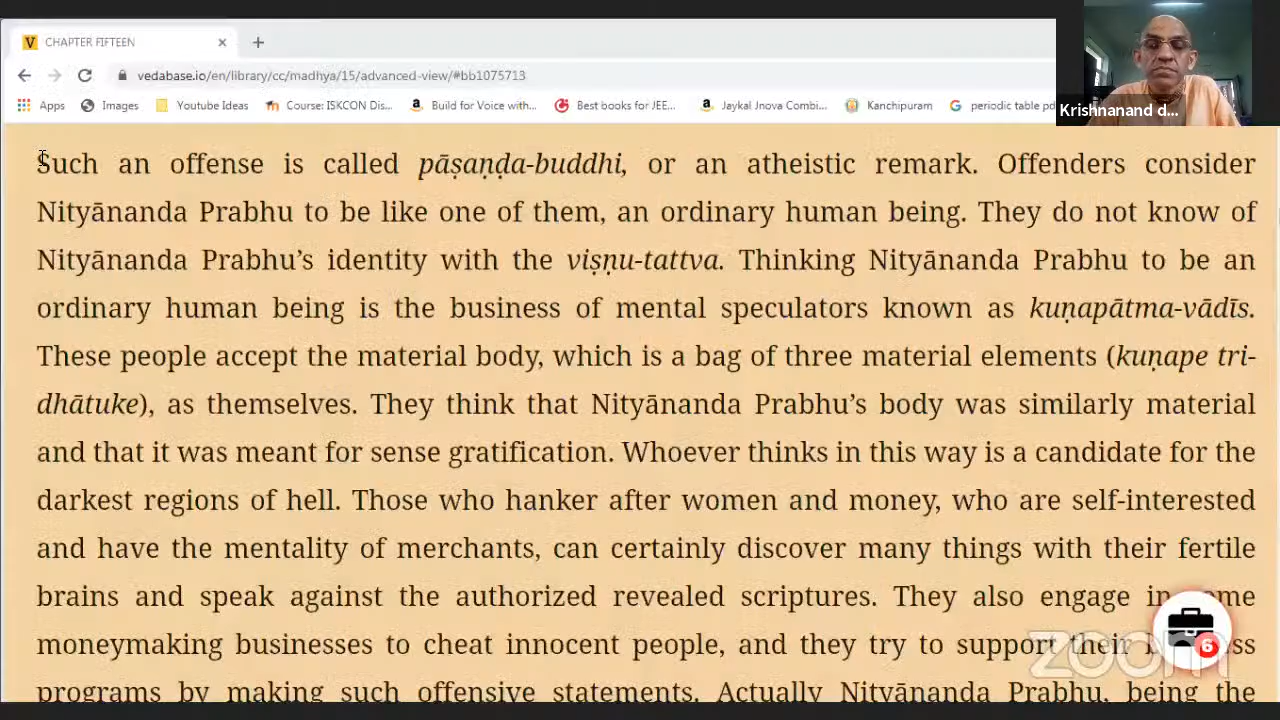 CHAPTER FIFTEEN
vedabase.io/en/library/cc/madhya/15/advanced-view/#bb1075713
Apps Images Youtube Ideas Course: ISKCON Dis... Build for Voice with... Best books for JEE... Jaykal Jnova Combi... Kanchipuram periodic table pd
Krishnanand d...
Such an offense is called pāṣaṇḍa-buddhi, or an atheistic remark. Offenders consider
Nityānanda Prabhu to be like one of them, an ordinary human being. They do not know of
Nityānanda Prabhu’s identity with the viṣṇu-tattva. Thinking Nityānanda Prabhu to be an
ordinary human being is the business of mental speculators known as kuṇapātma-vādīs.
These people accept the material body, which is a bag of three material elements (kuṇape tri-
dhātuke), as themselves. They think that Nityānanda Prabhu’s body was similarly material
and that it was meant for sense gratification. Whoever thinks in this way is a candidate for the
darkest regions of hell. Those who hanker after women and money, who are self-interested
and have the mentality of merchants, can certainly discover many things with their fertile
brains and speak against the authorized revealed scriptures. They also engage in
moneymaking businesses to cheat innocent people, and they try to support their
programs by making such offensive statements. Actually Nityānanda Prabhu, being the
6
zoom